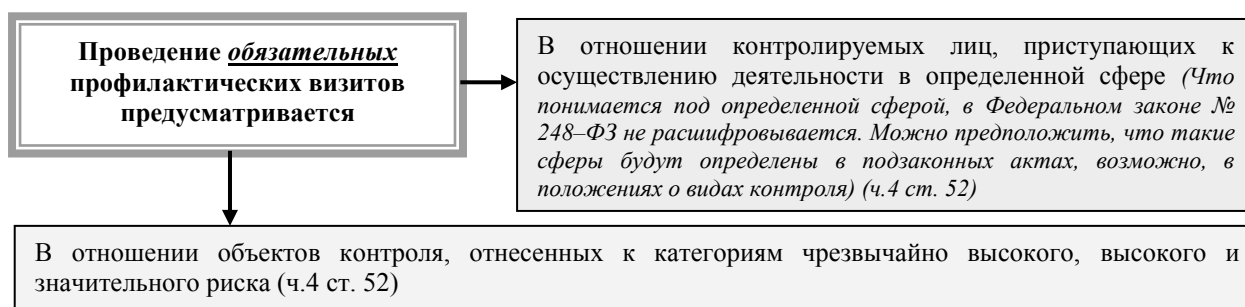 Проведение обязательных
профилактических визитов
предусматривается
В отношении контролируемых лиц, приступающих к
осуществлению деятельности в определенной сфере (Что
понимается под определенной сферой, в Федеральном законе №
248–ФЗ не расшифровывается. Можно предположить, что такие
сферы будут определены в подзаконных актах, возможно, в
положениях о видах контроля) (ч.4 ст. 52)
В отношении объектов контроля, отнесенных к категориям чрезвычайно высокого, высокого и
значительного риска (ч.4 ст. 52)